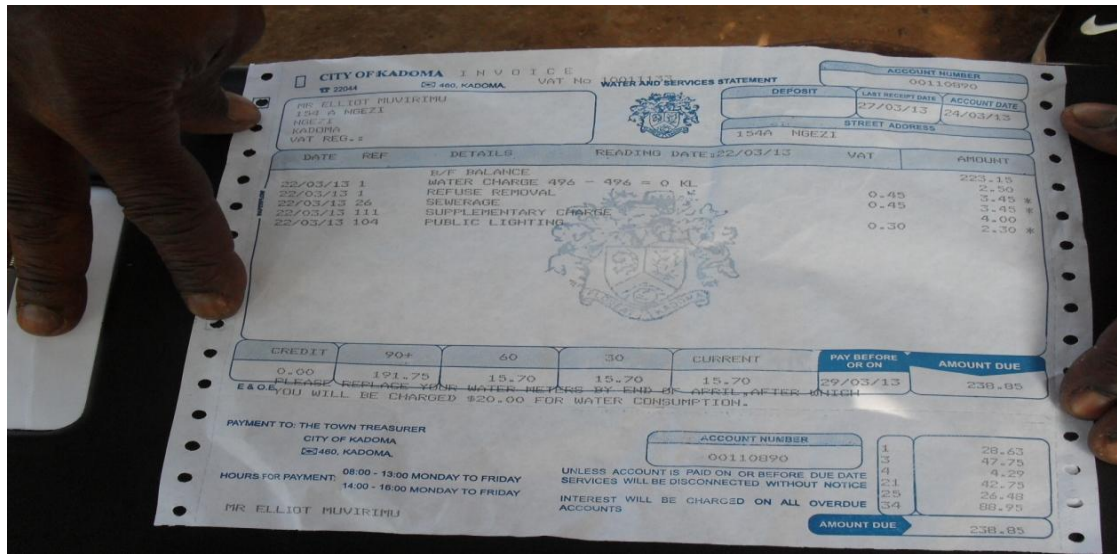 CITY OF KADOMA INVOICE
22044 460, KADOMA, VAT No 10011133 WATER AND SERVICES STATEMENT
ACCOUNT NUMBER
00110890
DEPOSIT LAST RECEIPT DATE ACCOUNT DATE
27/03/13 24/03/13
MR ELLIOT MUVIRIMU
154 A NGEZI
NGEZI
KADOMA
VAT REG.:
STREET ADDRESS
154A NGEZI
DATE REF DETAILS READING DATE:22/03/13 VAT AMOUNT
B/F BALANCE 223.15
22/03/13 1 WATER CHARGE 496 - 496 = 0 KL 2.50
22/03/13 1 REFUSE REMOVAL 0.45 3.45 *
22/03/13 26 SEWERAGE 0.45 3.45 *
22/03/13 111 SUPPLEMENTARY CHARGE 4.00
22/03/13 104 PUBLIC LIGHTING 0.30 2.30 *
KADOMA
CREDIT 90+ 60 30 CURRENT PAY BEFORE OR ON AMOUNT DUE
0.00 191.75 15.70 15.70 15.70 29/03/13 238.85
E & O.E. PLEASE REPLACE YOUR WATER METERS BY END OF APRIL,AFTER WHICH
YOU WILL BE CHARGED $20.00 FOR WATER CONSUMPTION.
PAYMENT TO: THE TOWN TREASURER
CITY OF KADOMA
460, KADOMA,
HOURS FOR PAYMENT: 08:00 - 13:00 MONDAY TO FRIDAY
14:00 - 16:00 MONDAY TO FRIDAY
MR ELLIOT MUVIRIMU
ACCOUNT NUMBER
00110890
UNLESS ACCOUNT IS PAID ON OR BEFORE DUE DATE
SERVICES WILL BE DISCONNECTED WITHOUT NOTICE
INTEREST WILL BE CHARGED ON ALL OVERDUE
ACCOUNTS
1 28.63
3 47.75
4 4.29
21 42.75
25 26.48
34 88.95
AMOUNT DUE 238.85